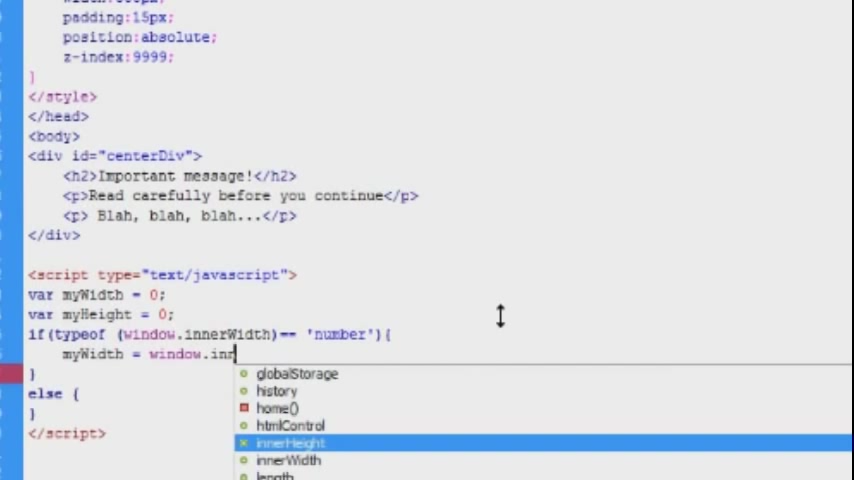 padding:15px;
position:absolute;
z-index:9999;
}
</style>
</head>
<body>
<div id="centerDiv">
<h2>Important message!</h2>
<p>Read carefully before you continue</p>
<p> Blah, blah, blah...</p>
</div>
<script type="text/javascript">
var myWidth = 0;
var myHeight = 0;
if(typeof (window.innerWidth)== 'number'){
myWidth = window.inn
}
else {
}
</script>
globalStorage
history
home()
htmlControl
innerHeight
innerWidth
length